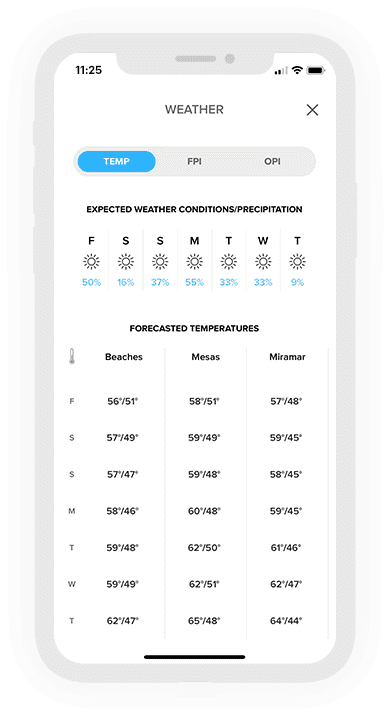 11:25
WEATHER
TEMP FPI OPI
EXPECTED WEATHER CONDITIONS/PRECIPITATION
F S S M T W T
50% 16% 37% 55% 33% 33% 9%
FORECASTED TEMPERATURES
Beaches Mesas Miramar
F 56°/51° 58°/51° 57°/48°
S 57°/49° 59°/49° 59°/45°
S 57°/47° 59°/48° 58°/45°
M 58°/46° 60°/48° 59°/45°
T 59°/48° 62°/50° 61°/46°
W 59°/49° 62°/51° 62°/47°
T 62°/47° 65°/48° 64°/44°